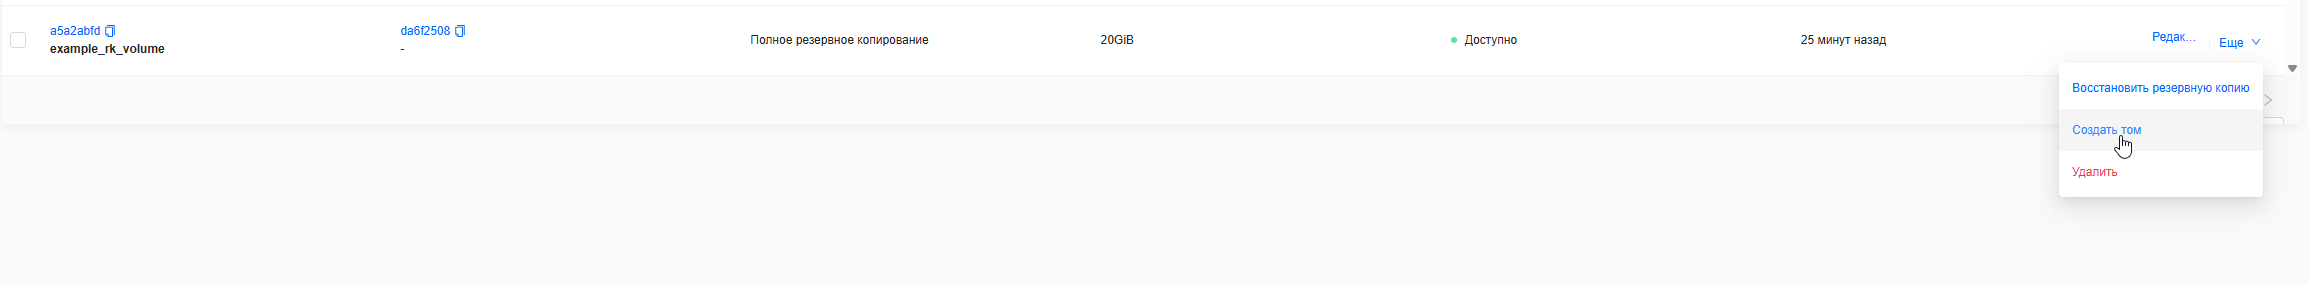 a5a2abfd
example_rk_volume
da6f2508
-
Полное резервное копирование
20GiB
Доступно
25 минут назад
Редак...
Еще
Восстановить резервную копию
Создать том
Удалить